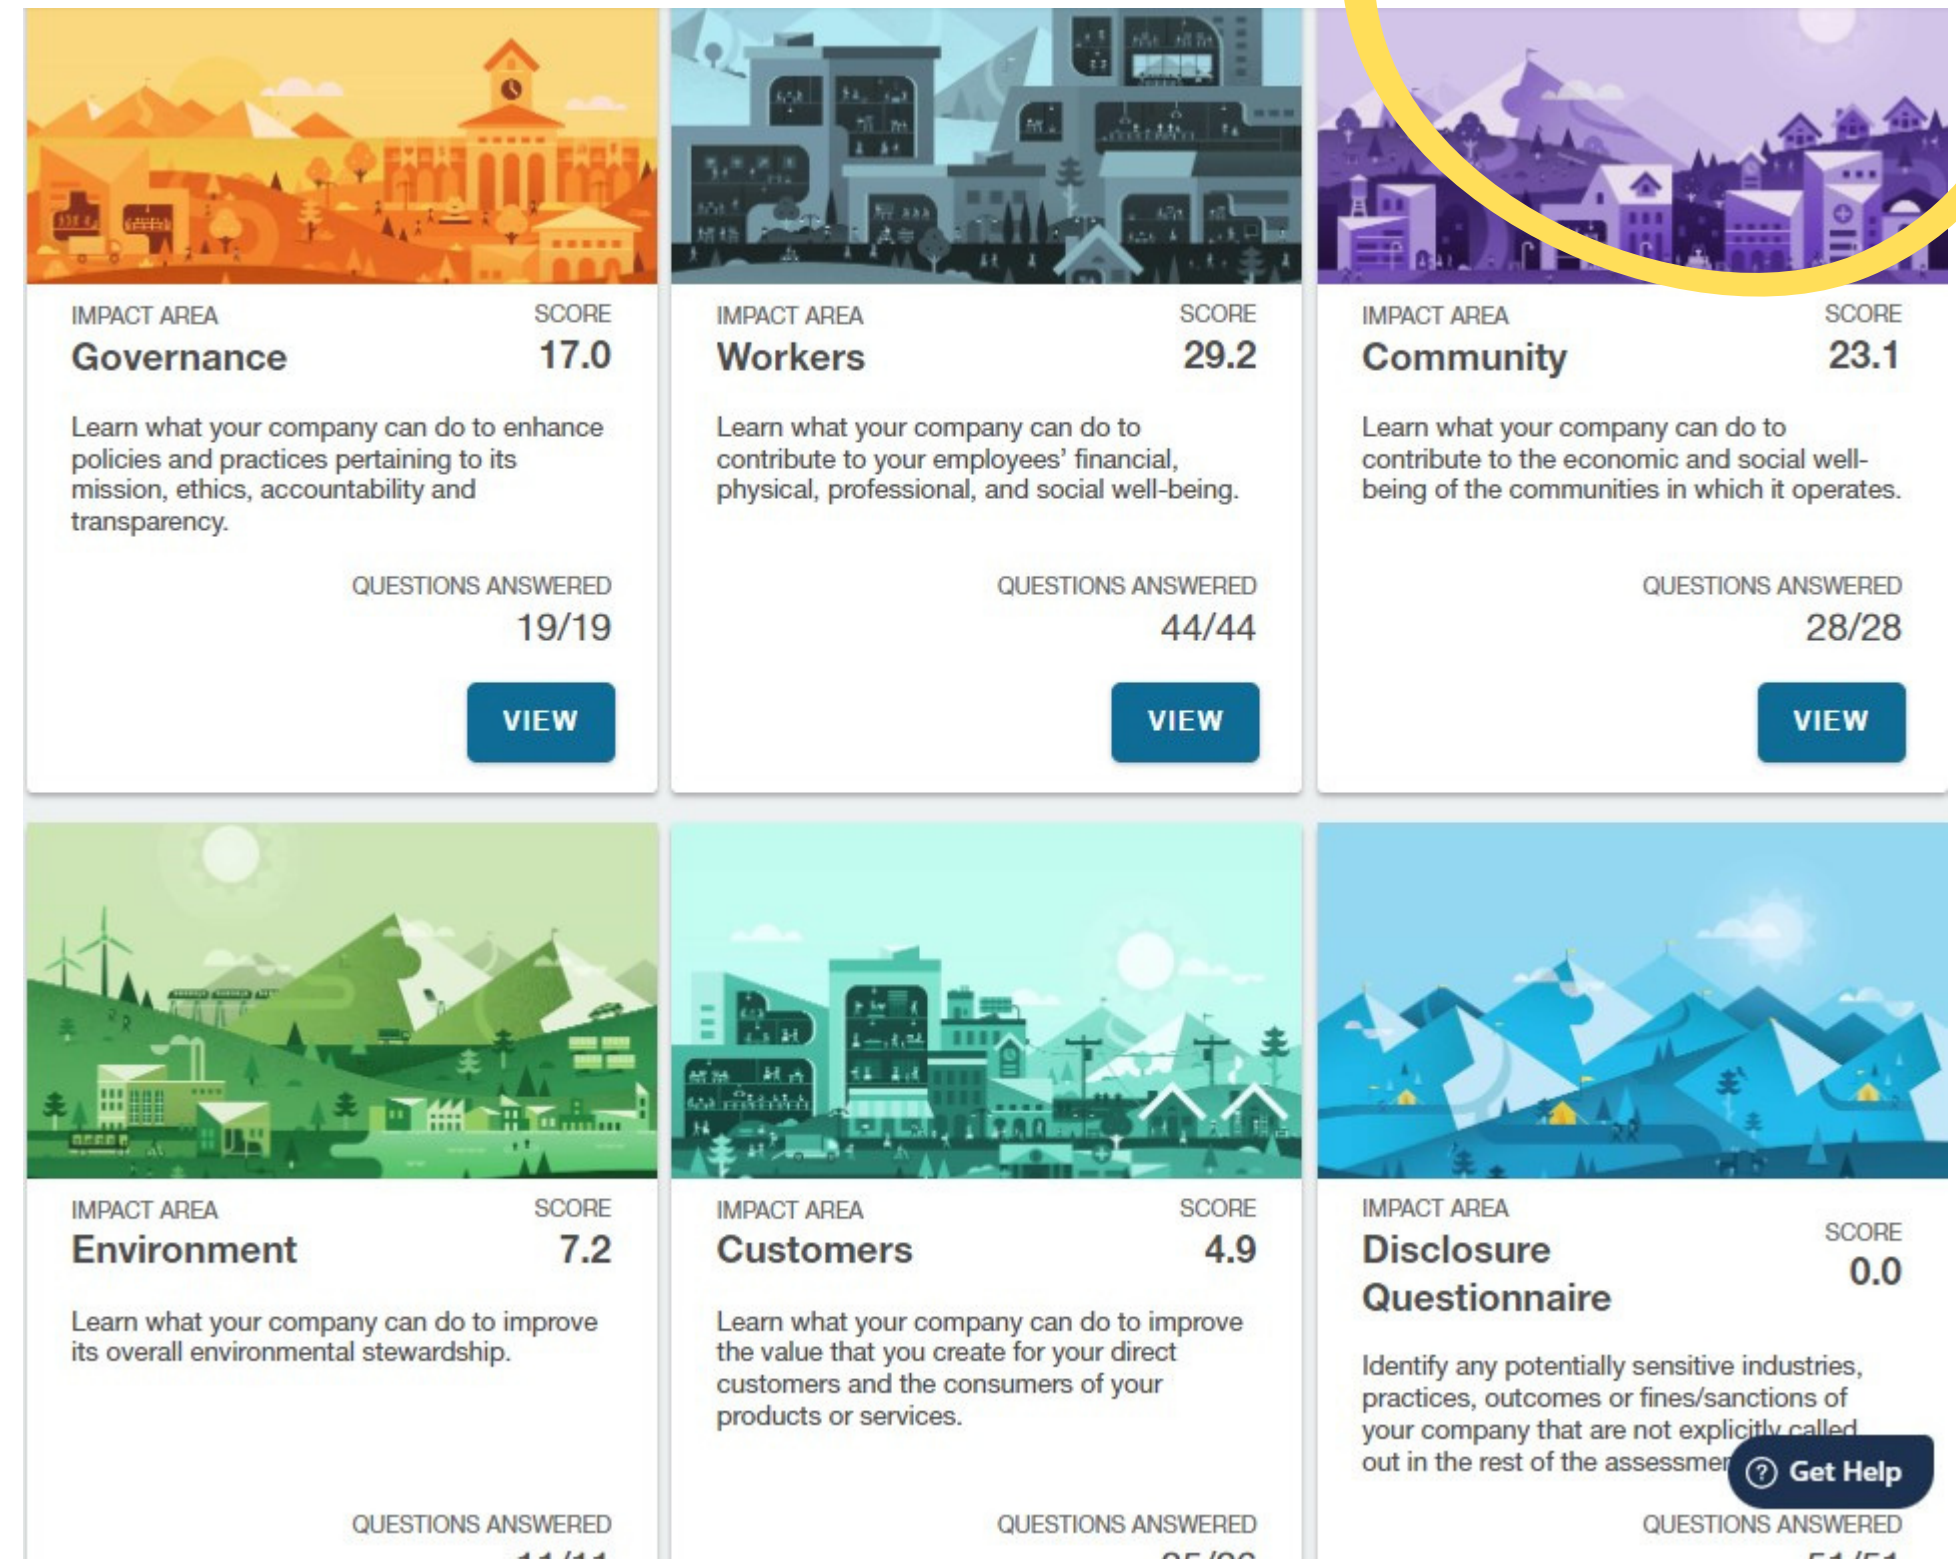 IMPACT AREA SCORE
Governance 17.0
Learn what your company can do to enhance
policies and practices pertaining to its
mission, ethics, accountability and
transparency.
QUESTIONS ANSWERED
19/19
VIEW
IMPACT AREA SCORE
Workers 29.2
Learn what your company can do to
contribute to your employees' financial,
physical, professional, and social well-being.
QUESTIONS ANSWERED
44/44
VIEW
IMPACT AREA SCORE
Community 23.1
Learn what your company can do to
contribute to the economic and social well-
being of the communities in which it operates.
QUESTIONS ANSWERED
28/28
VIEW
IMPACT AREA SCORE
Environment 7.2
Learn what your company can do to improve
its overall environmental stewardship.
QUESTIONS ANSWERED
11/11
IMPACT AREA SCORE
Customers 4.9
Learn what your company can do to improve
the value that you create for your direct
customers and the consumers of your
products or services.
QUESTIONS ANSWERED
IMPACT AREA
SCORE
Disclosure
Questionnaire
0.0
Identify any potentially sensitive industries,
practices, outcomes or fines/sanctions of
your company that are not explicitly called
out in the rest of the
Get Help
QUESTIONS ANSWERED
51/51